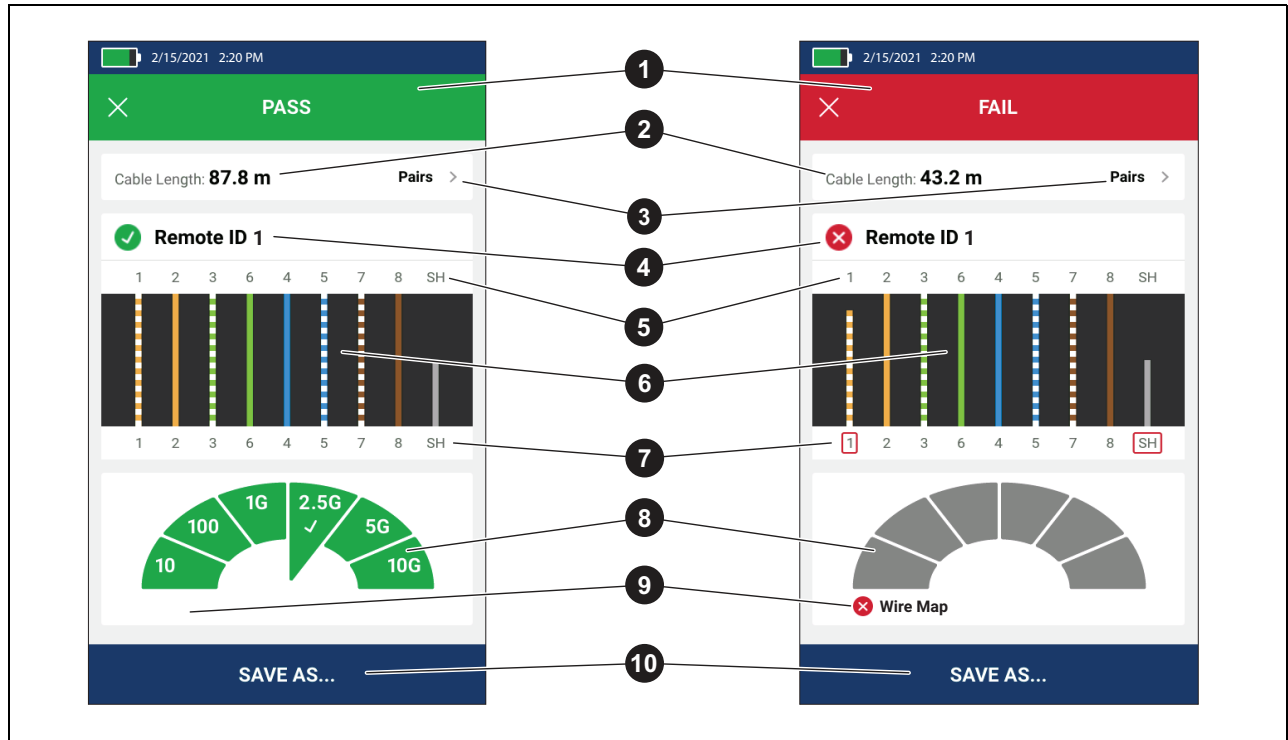 2/15/2021 2:20 PM
PASS
Cable Length: 87.8 m Pairs >
Remote ID 1
1 2 3 6 4 5 7 8 SH
1 2 3 6 4 5 7 8 SH
10 100 1G 2.5G 5G 10G
SAVE AS...
1
2
3
4
5
6
7
8
9
10
2/15/2021 2:20 PM
FAIL
Cable Length: 43.2 m Pairs >
Remote ID 1
1 2 3 6 4 5 7 8 SH
1 2 3 6 4 5 7 8 SH
Wire Map
SAVE AS...